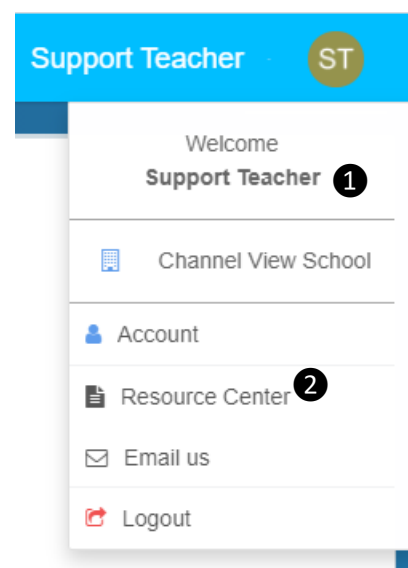 Support Teacher ST
Welcome
Support Teacher 1
Channel View School
Account
Resource Center 2
Email us
Logout